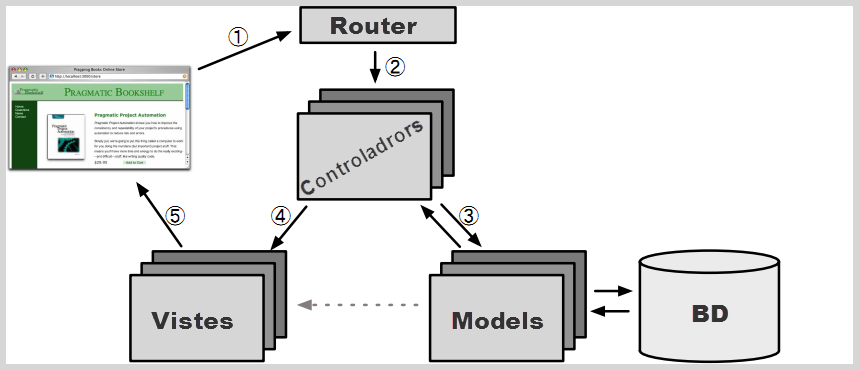 ①
Router
②
Pragprog Books Online Store
http://localhost:3000/store
PRAGMATIC BOOKSHELF
Home
Questions
News
Contact
Pragmatic Project Automation
$29.95
Add to Cart
Controladrors
⑤
④
③
Vistes
Models
BD